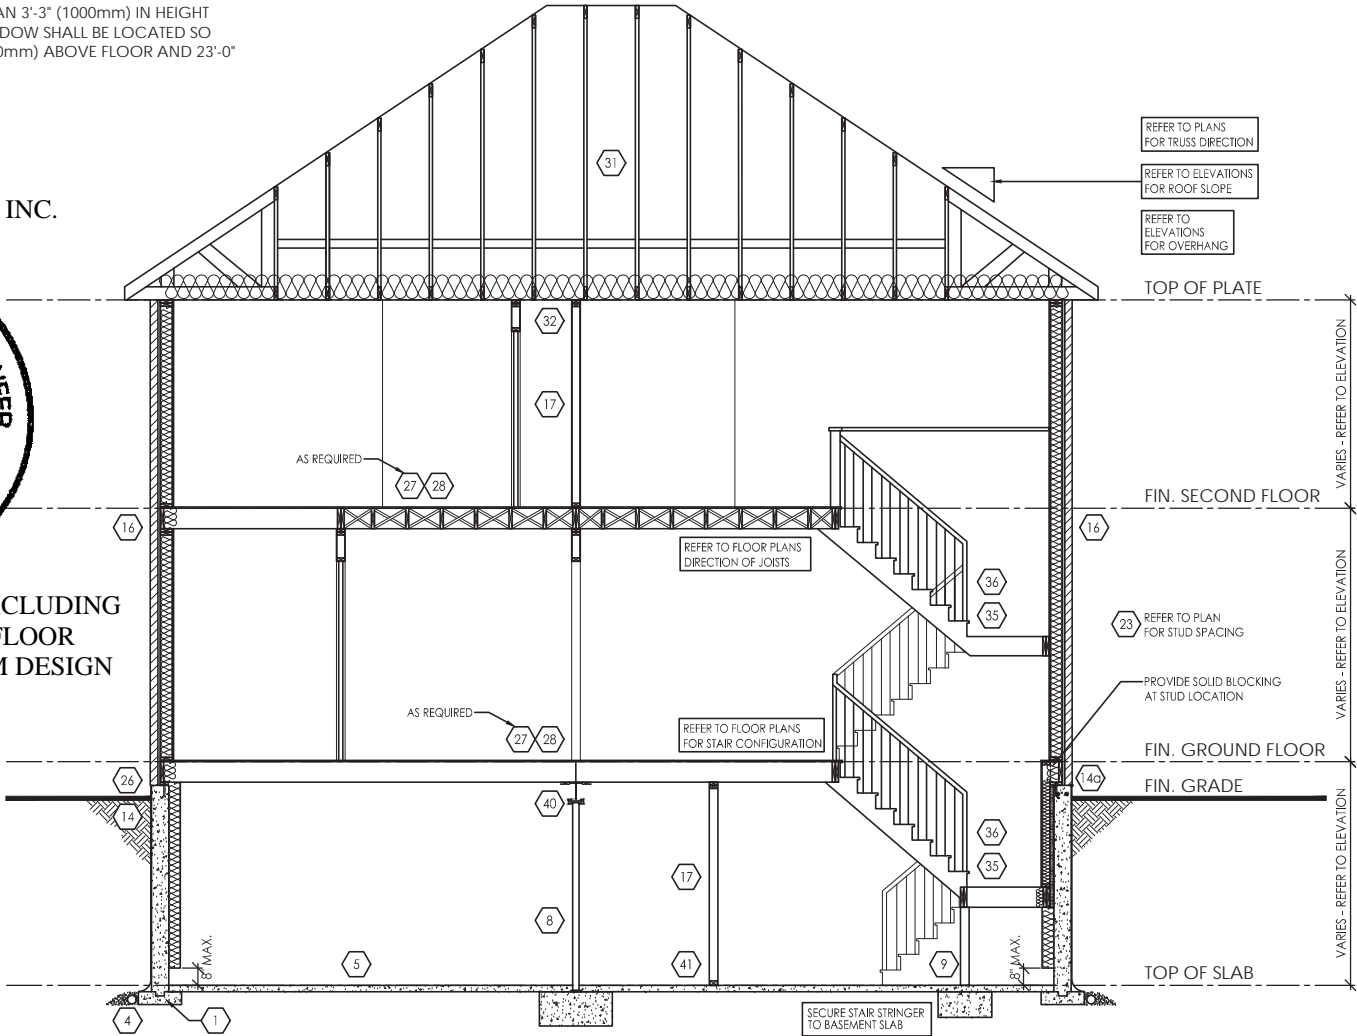 AN 3'-3" (1000mm) IN HEIGHT
DOW SHALL BE LOCATED SO
0mm) ABOVE FLOOR AND 23'-0"
INC.
REFER TO PLANS
FOR TRUSS DIRECTION
REFER TO ELEVATIONS
FOR ROOF SLOPE
REFER TO
ELEVATIONS
FOR OVERHANG
31
TOP OF PLATE
32
17
VARIES - REFER TO ELEVATION
NEER
AS REQUIRED
27
28
FIN. SECOND FLOOR
16
16
REFER TO FLOOR PLANS
DIRECTION OF JOISTS
36
35
VARIES - REFER TO ELEVATION
CLUDING
FLOOR
M DESIGN
23
REFER TO PLAN
FOR STUD SPACING
PROVIDE SOLID BLOCKING
AT STUD LOCATION
AS REQUIRED
27
28
REFER TO FLOOR PLANS
FOR STAIR CONFIGURATION
FIN. GROUND FLOOR
26
14a
FIN. GRADE
14
40
36
35
17
VARIES - REFER TO ELEVATION
8
8" MAX.
5
41
9
8" MAX.
TOP OF SLAB
4
1
SECURE STAIR STRINGER
TO BASEMENT SLAB